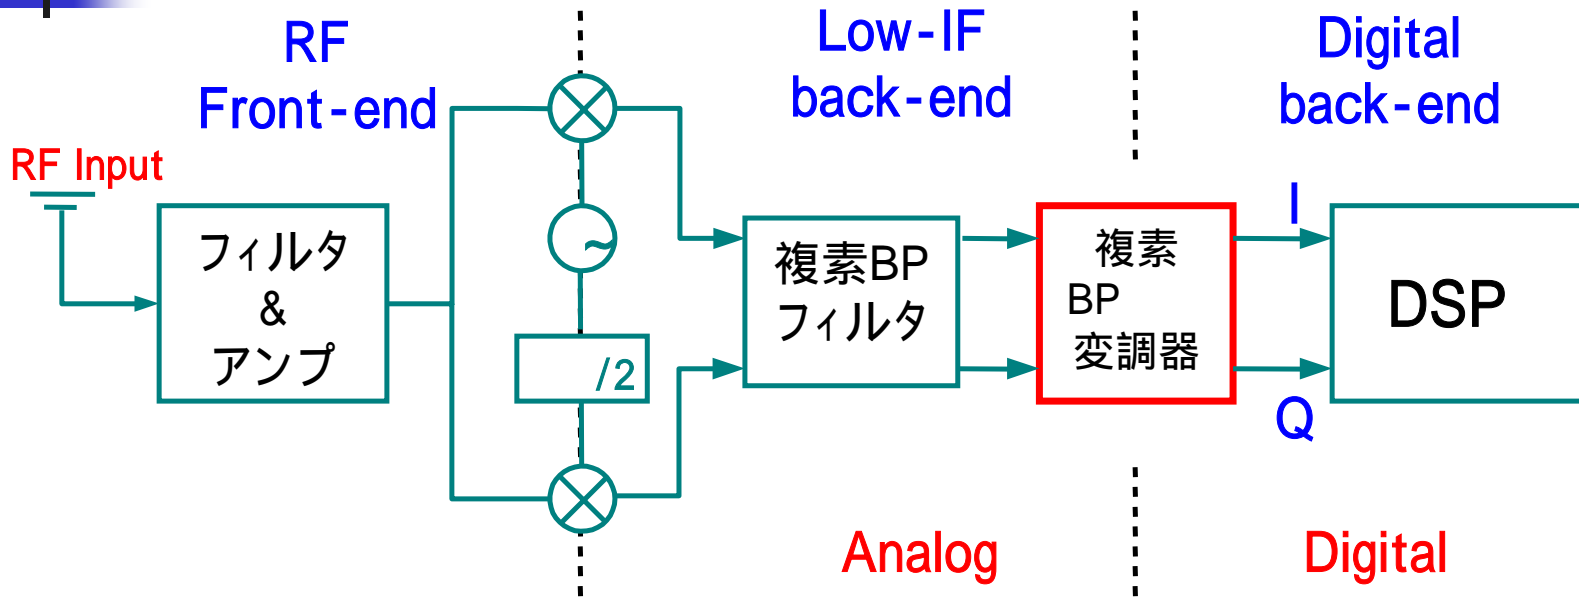 RF
Front-end
Low-IF
back-end
Digital
back-end
RF Input
フィルタ
&
アンプ
~
/2
複素BP
フィルタ
複素
BP
変調器
I
Q
DSP
Analog
Digital